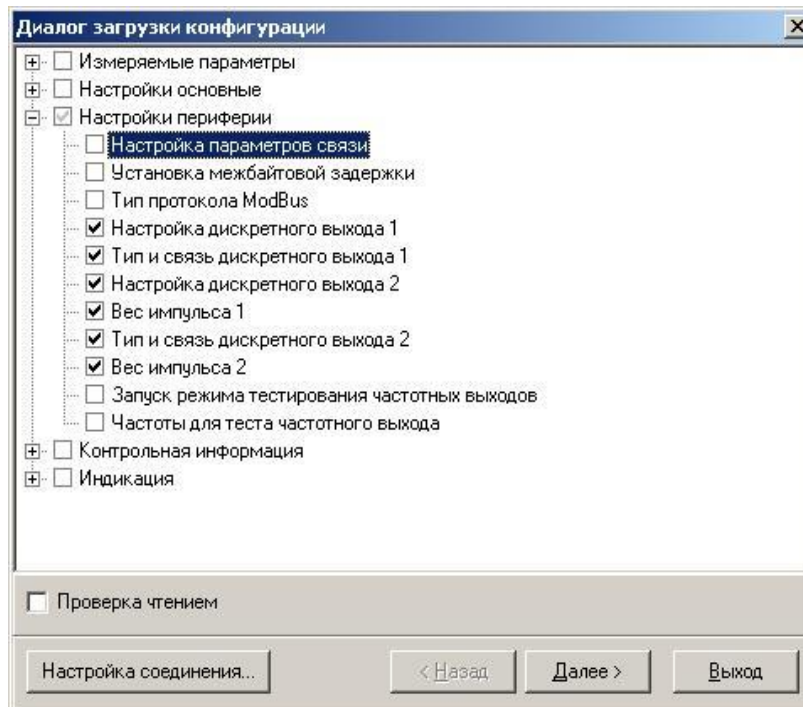 Диалог загрузки конфигурации
Измеряемые параметры
Настройки основные
Настройки периферии
Настройка параметров связи
Установка межбайтовой задержки
Тип протокола ModBus
Настройка дискретного выхода 1
Тип и связь дискретного выхода 1
Настройка дискретного выхода 2
Вес импульса 1
Тип и связь дискретного выхода 2
Вес импульса 2
Запуск режима тестирования частотных выходов
Частоты для теста частотного выхода
Контрольная информация
Индикация
Проверка чтением
Настройка соединения... < Назад Далее > Выход